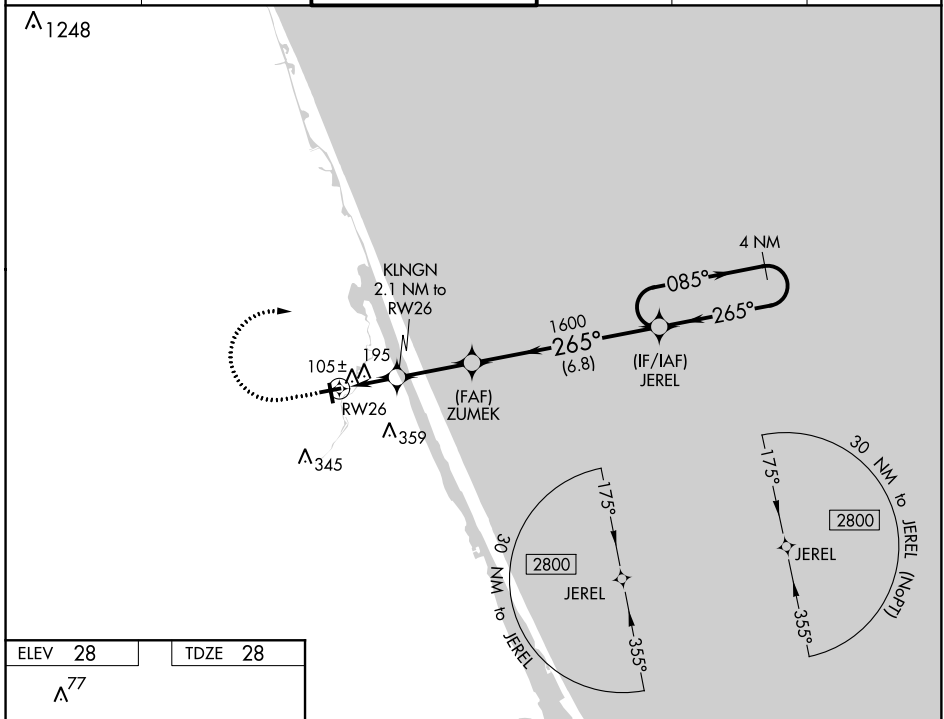 1248
4 NM
085°
265°
KLNGN
2.1 NM to
RW26
1600
265°
(6.8)
(IF/IAF)
JEREL
105±
195
RW26
(FAF)
ZUMEK
359
345
175°
30 NM to JEREL
2800
JEREL
355°
175°
30 NM to JEREL (NoPT)
2800
JEREL
355°
ELEV 28
TDZE 28
77